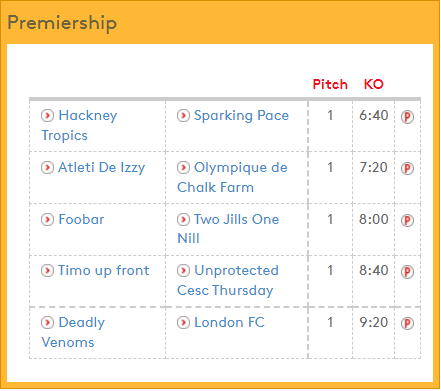 Premiership
Pitch KO
Hackney Tropics Sparking Pace 1 6:40 P
Atleti De Izzy Olympique de Chalk Farm 1 7:20 P
Foobar Two Jills One Nill 1 8:00 P
Timo up front Unprotected Cesc Thursday 1 8:40 P
Deadly Venoms London FC 1 9:20 P